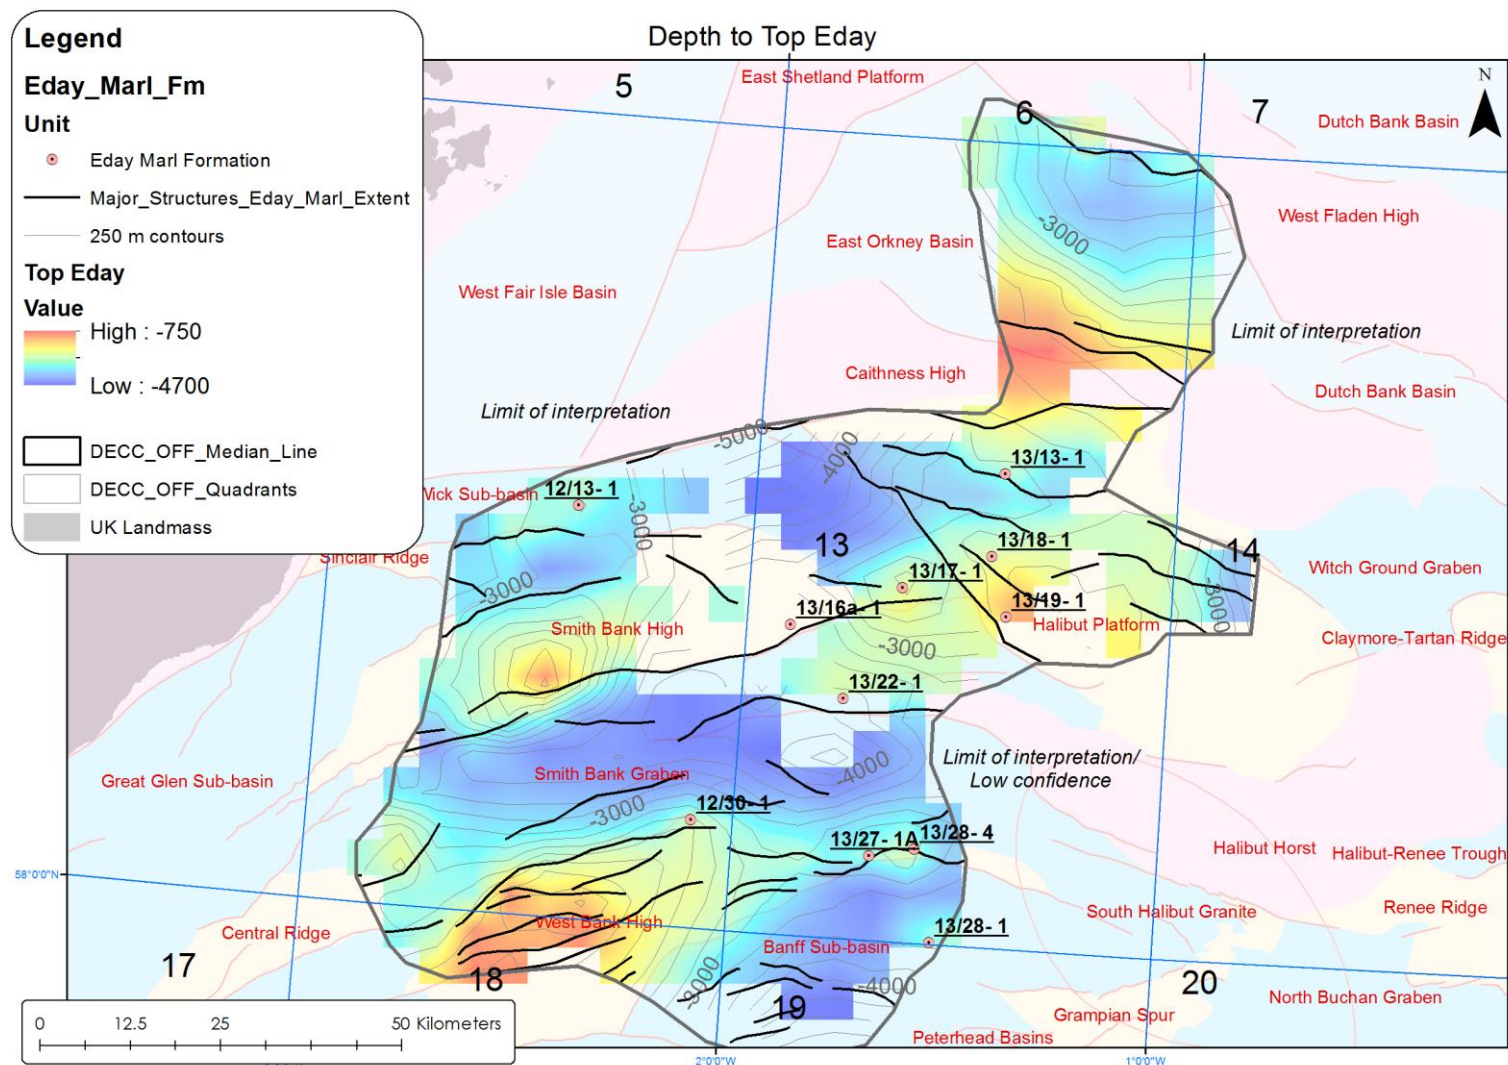 Depth to Top Eday
Legend
Eday_Marl_Fm
Unit
Eday Marl Formation
Major_Structures_Eday_Marl_Extent
250 m contours
Top Eday
Value
High : -750
Low : -4700
DECC_OFF_Median_Line
DECC_OFF_Quadrants
UK Landmass
5
East Shetland Platform
6
7
N
Dutch Bank Basin
West Fladen High
-3000
East Orkney Basin
West Fair Isle Basin
Limit of interpretation
Caithness High
Dutch Bank Basin
Limit of interpretation
-5000
-4000
13/13- 1
Wick Sub-basin
12/13- 1
-3000
13
13/18- 1
14
Sinclair Ridge
Witch Ground Graben
13/17- 1
-3000
-3000
13/16a- 1
13/19- 1
Smith Bank High
Halibut Platform
Claymore-Tartan Ridge
-3000
13/22- 1
Limit of interpretation/
Low confidence
Great Glen Sub-basin
Smith Bank Graben
-4000
-3000
12/30- 1
13/27- 1A
13/28- 4
Halibut Horst
Halibut-Renee Trough
58°0'0"N
South Halibut Granite
Renee Ridge
West Bank High
Central Ridge
Banff Sub-basin
13/28- 1
17
18
-3000
19
-4000
20
North Buchan Graben
Grampian Spur
Peterhead Basins
0
12.5
25
50 Kilometers
2°0'0"W
1°0'0"W